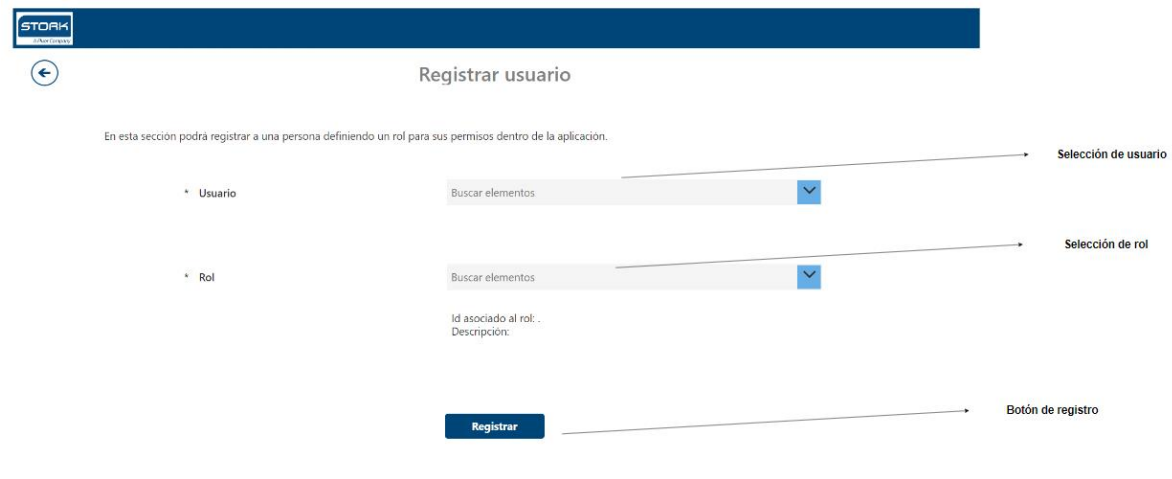 STORK
A Fluor Company
Registrar usuario
En esta sección podrá registrar a una persona definiendo un rol para sus permisos dentro de la aplicación.
Selección de usuario
* Usuario
Buscar elementos
Selección de rol
* Rol
Buscar elementos
Id asociado al rol: .
Descripción:
Botón de registro
Registrar